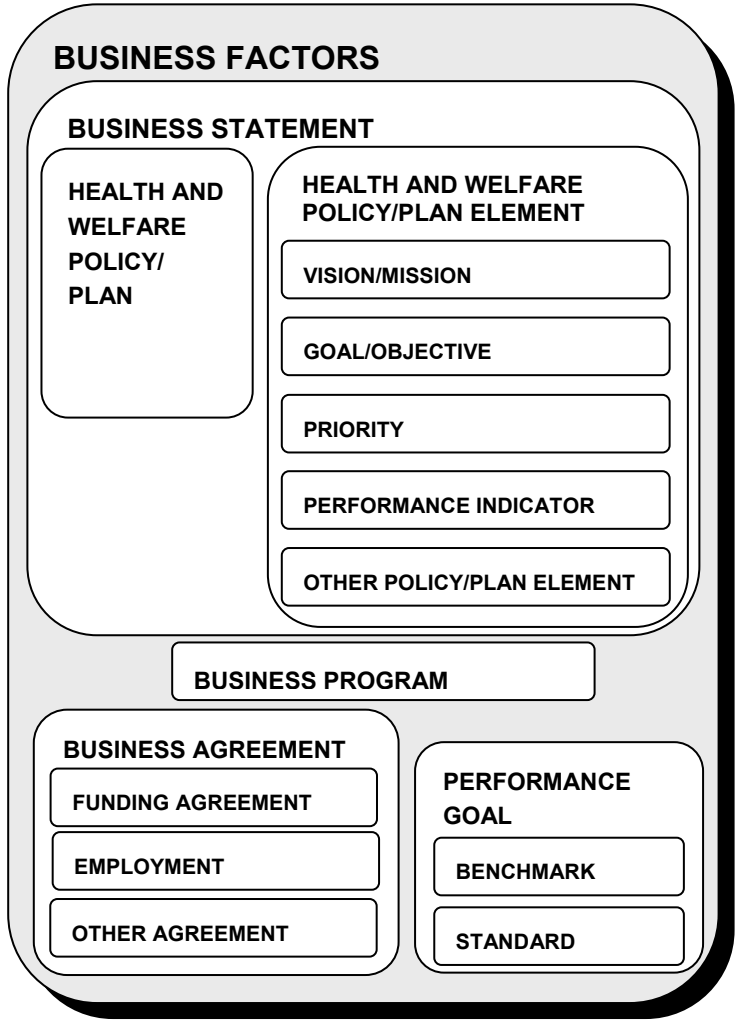 BUSINESS FACTORS
BUSINESS STATEMENT
HEALTH AND
WELFARE
POLICY/
PLAN
HEALTH AND WELFARE
POLICY/PLAN ELEMENT
VISION/MISSION
GOAL/OBJECTIVE
PRIORITY
PERFORMANCE INDICATOR
OTHER POLICY/PLAN ELEMENT
BUSINESS PROGRAM
BUSINESS AGREEMENT
FUNDING AGREEMENT
EMPLOYMENT
OTHER AGREEMENT
PERFORMANCE
GOAL
BENCHMARK
STANDARD